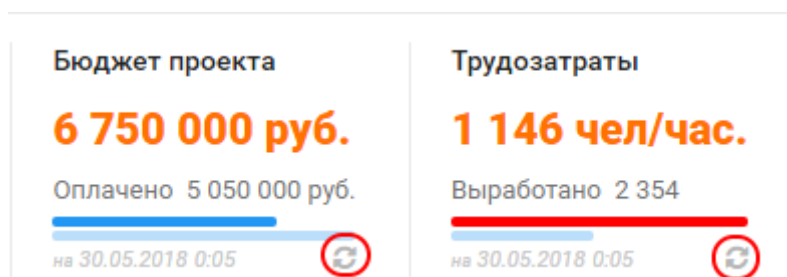 Бюджет проекта
6 750 000 руб.
Оплачено 5 050 000 руб.
на 30.05.2018 0:05
Трудозатраты
1 146 чел/час.
Выработано 2 354
на 30.05.2018 0:05